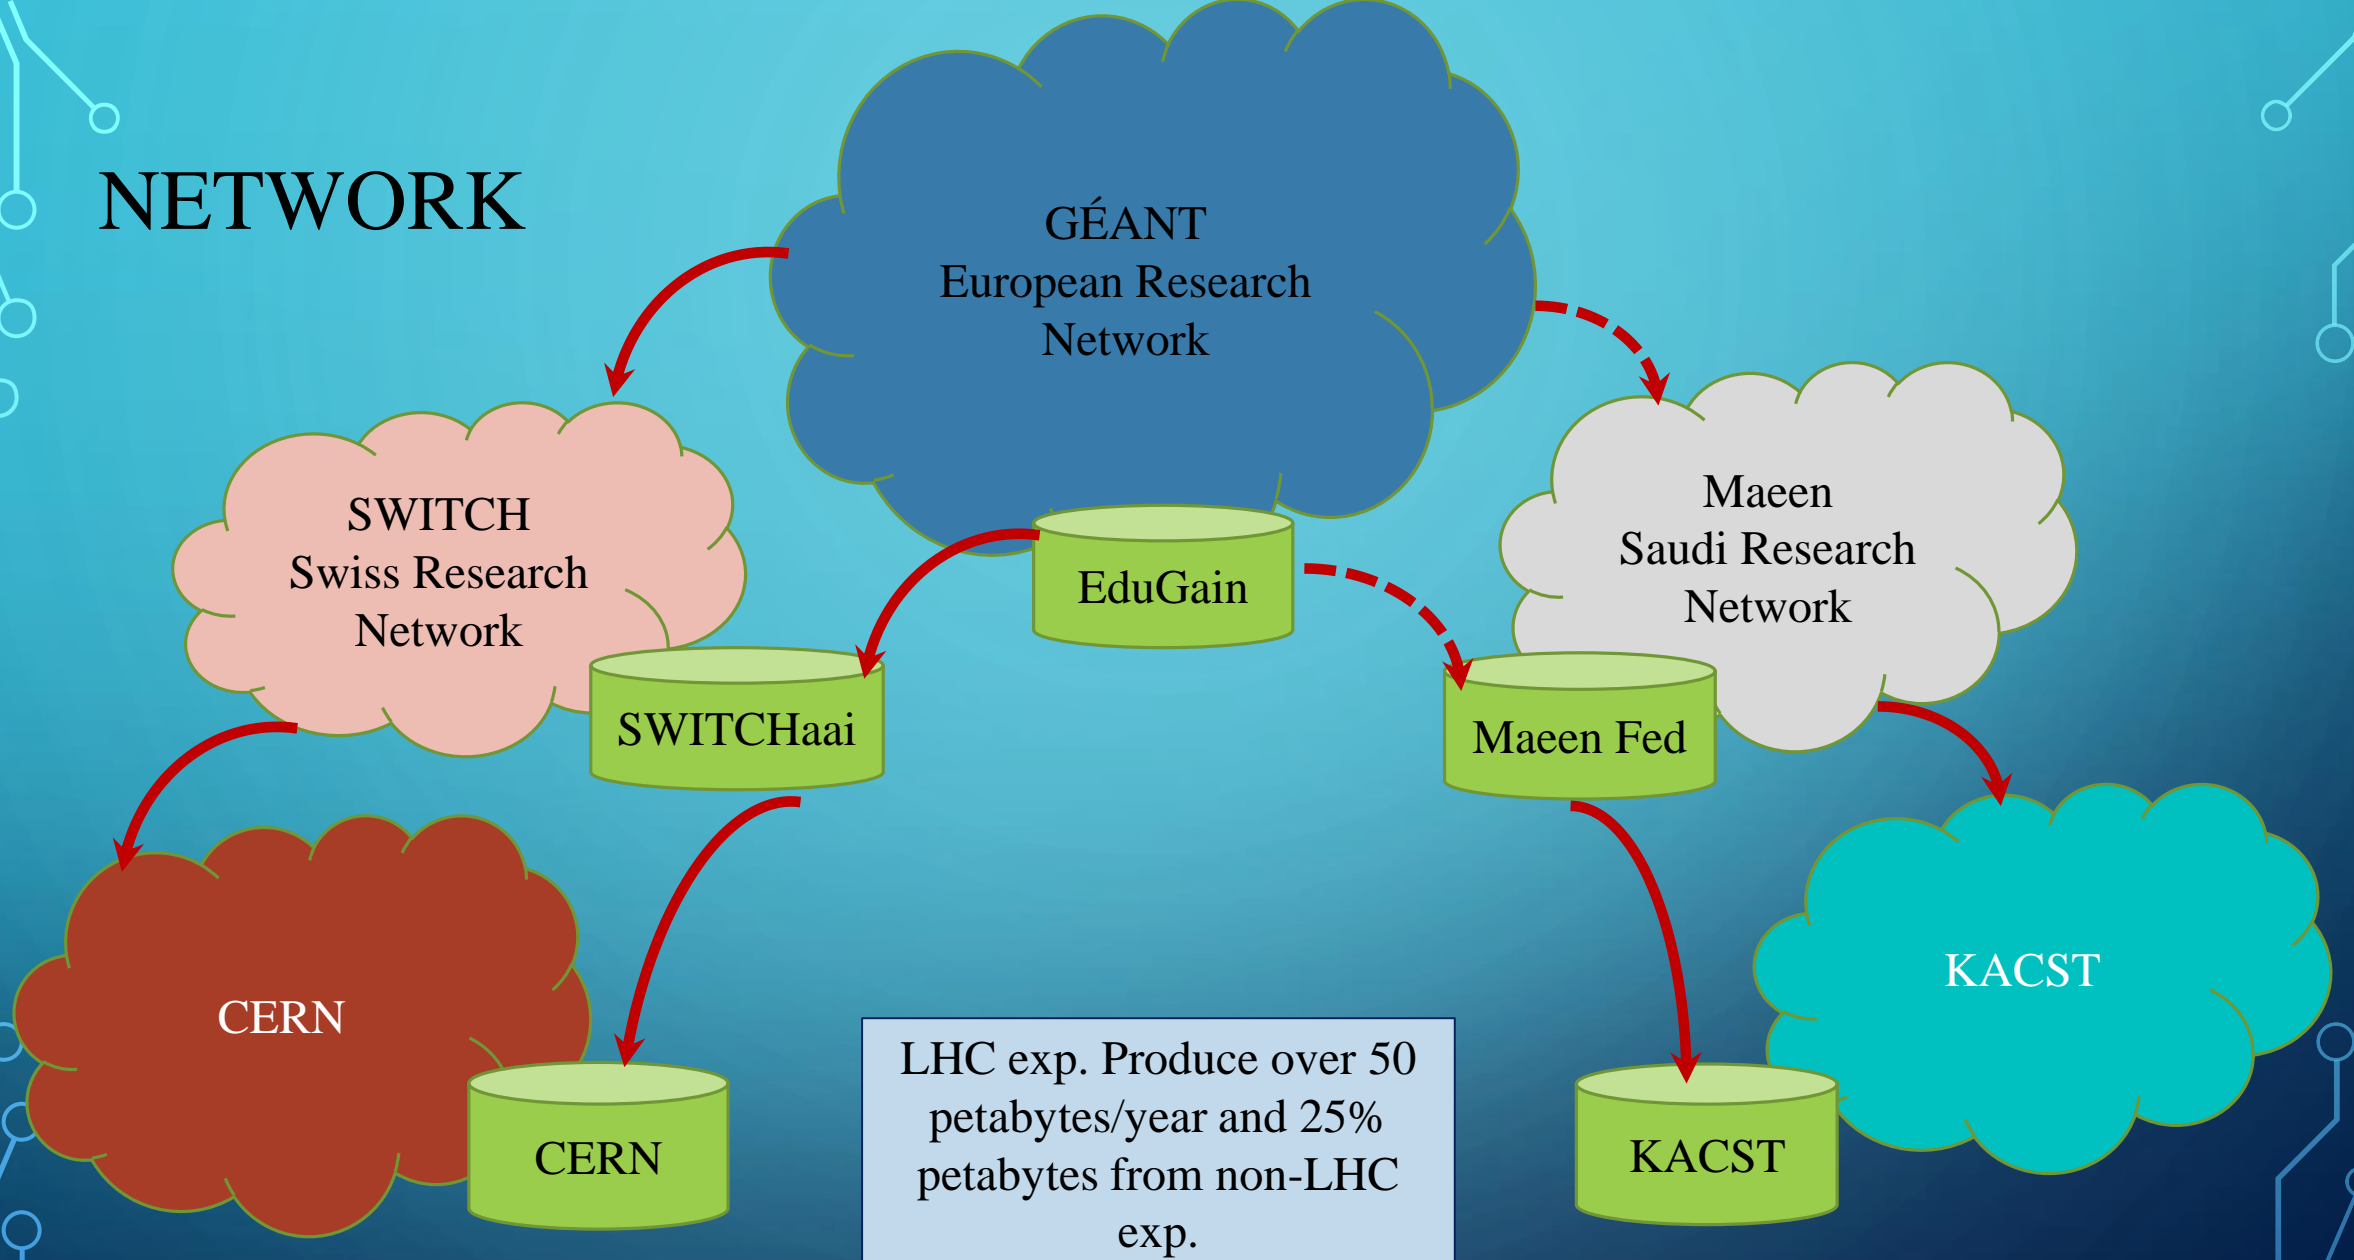 NETWORK
GÉANT
European Research
Network
SWITCH
Swiss Research
Network
Maeen
Saudi Research
Network
EduGain
SWITCHaai
Maeen Fed
CERN
KACST
CERN
LHC exp. Produce over 50
petabytes/year and 25%
petabytes from non-LHC
exp.
KACST